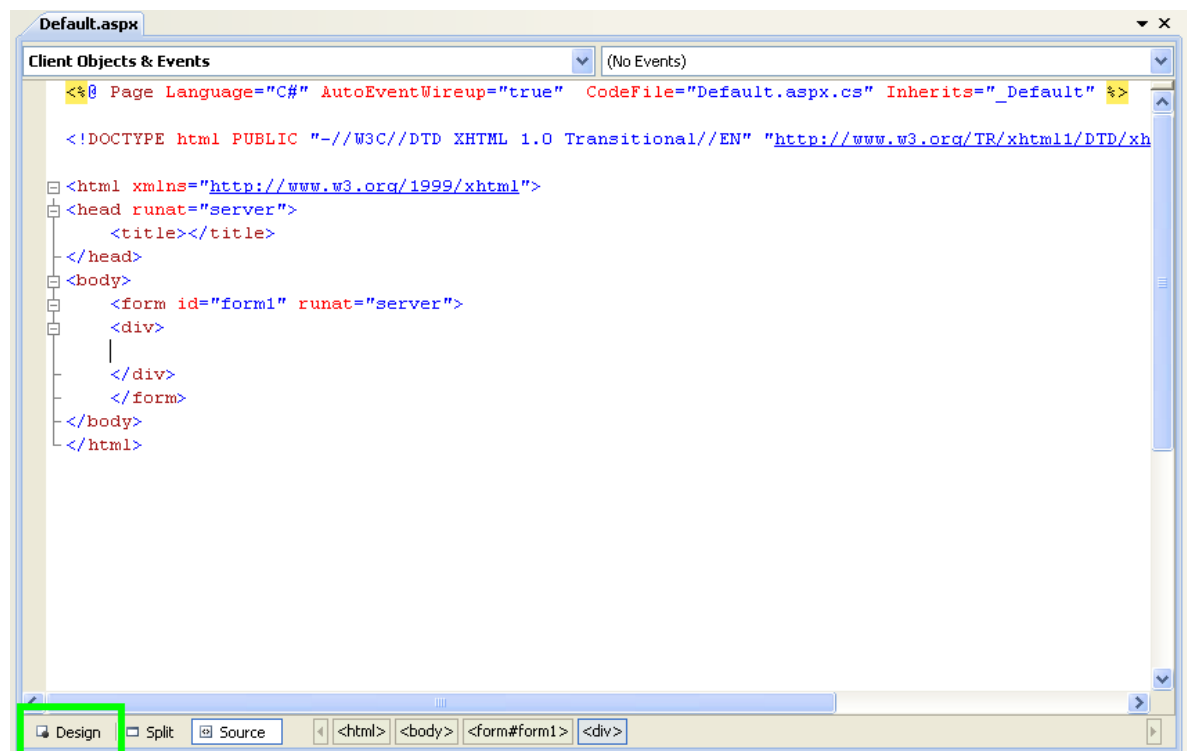 Default.aspx
Client Objects & Events (No Events)
<%@ Page Language="C#" AutoEventWireup="true"  CodeFile="Default.aspx.cs" Inherits="_Default" %>
<!DOCTYPE html PUBLIC "-//W3C//DTD XHTML 1.0 Transitional//EN" "http://www.w3.org/TR/xhtml1/DTD/xh
<html xmlns="http://www.w3.org/1999/xhtml">
<head runat="server">
<title></title>
</head>
<body>
<form id="form1" runat="server">
<div>
</div>
</form>
</body>
</html>
Design Split Source <html> <body> <form#form1> <div>